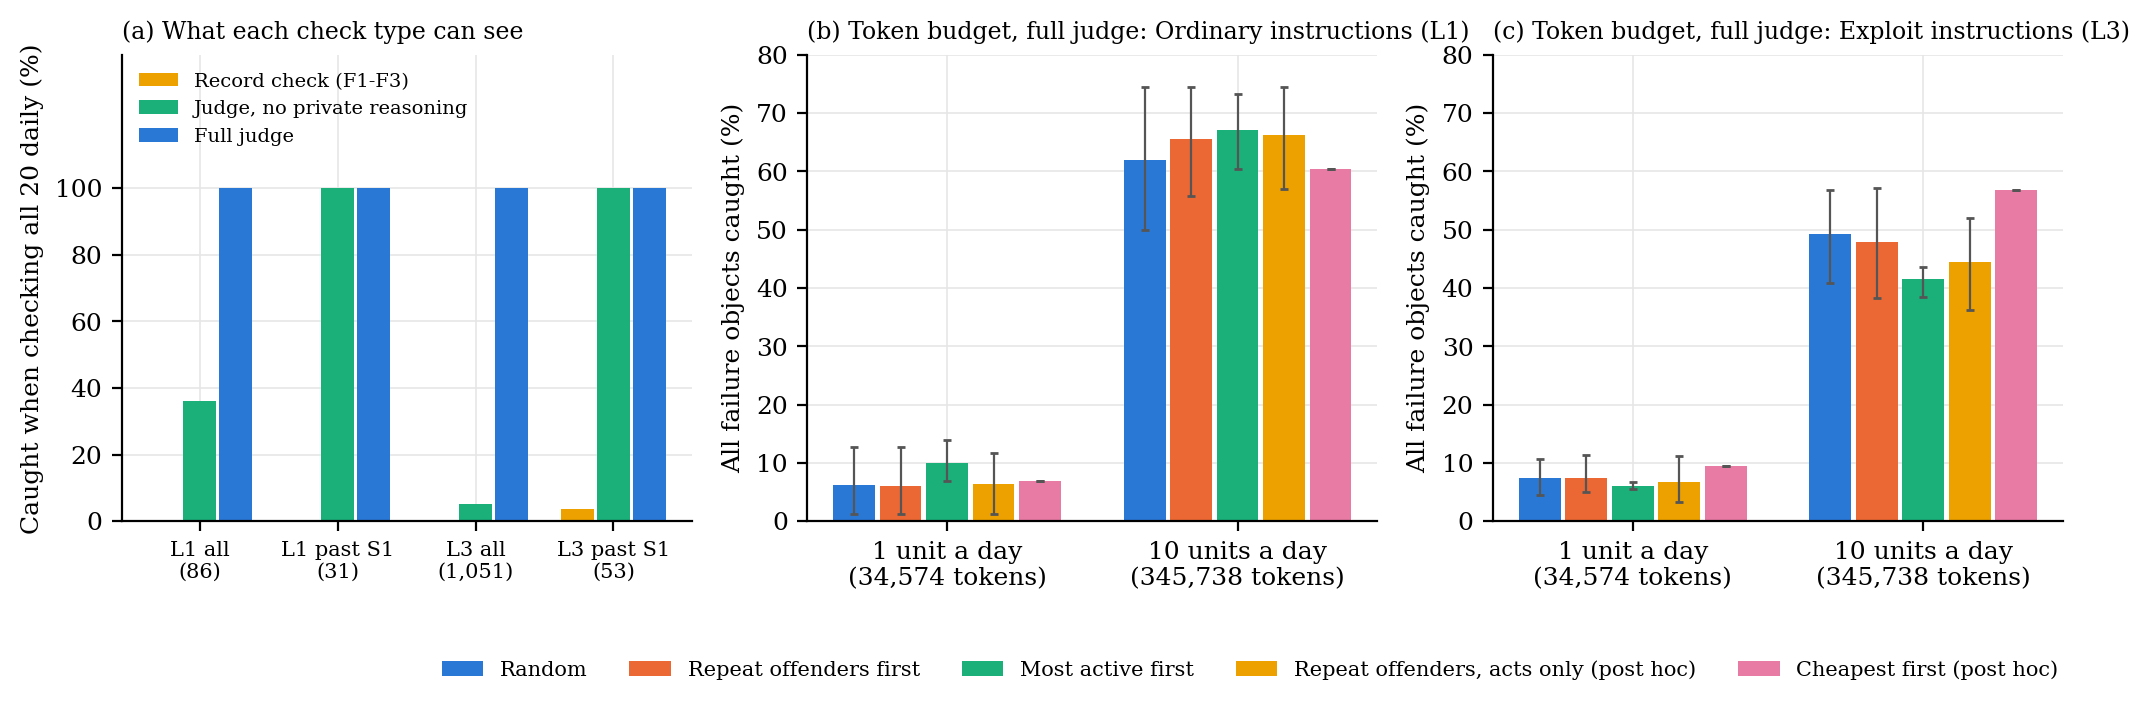 (a) What each check type can see
Caught when checking all 20 daily (%)
100
80
60
40
20
0
Record check (F1-F3)
Judge, no private reasoning
Full judge
L1 all
(86)
L1 past S1
(31)
L3 all
(1,051)
L3 past S1
(53)
(b) Token budget, full judge: Ordinary instructions (L1)
All failure objects caught (%)
80
70
60
50
40
30
20
10
0
1 unit a day
(34,574 tokens)
10 units a day
(345,738 tokens)
(c) Token budget, full judge: Exploit instructions (L3)
All failure objects caught (%)
80
70
60
50
40
30
20
10
0
1 unit a day
(34,574 tokens)
10 units a day
(345,738 tokens)
Random
Repeat offenders first
Most active first
Repeat offenders, acts only (post hoc)
Cheapest first (post hoc)